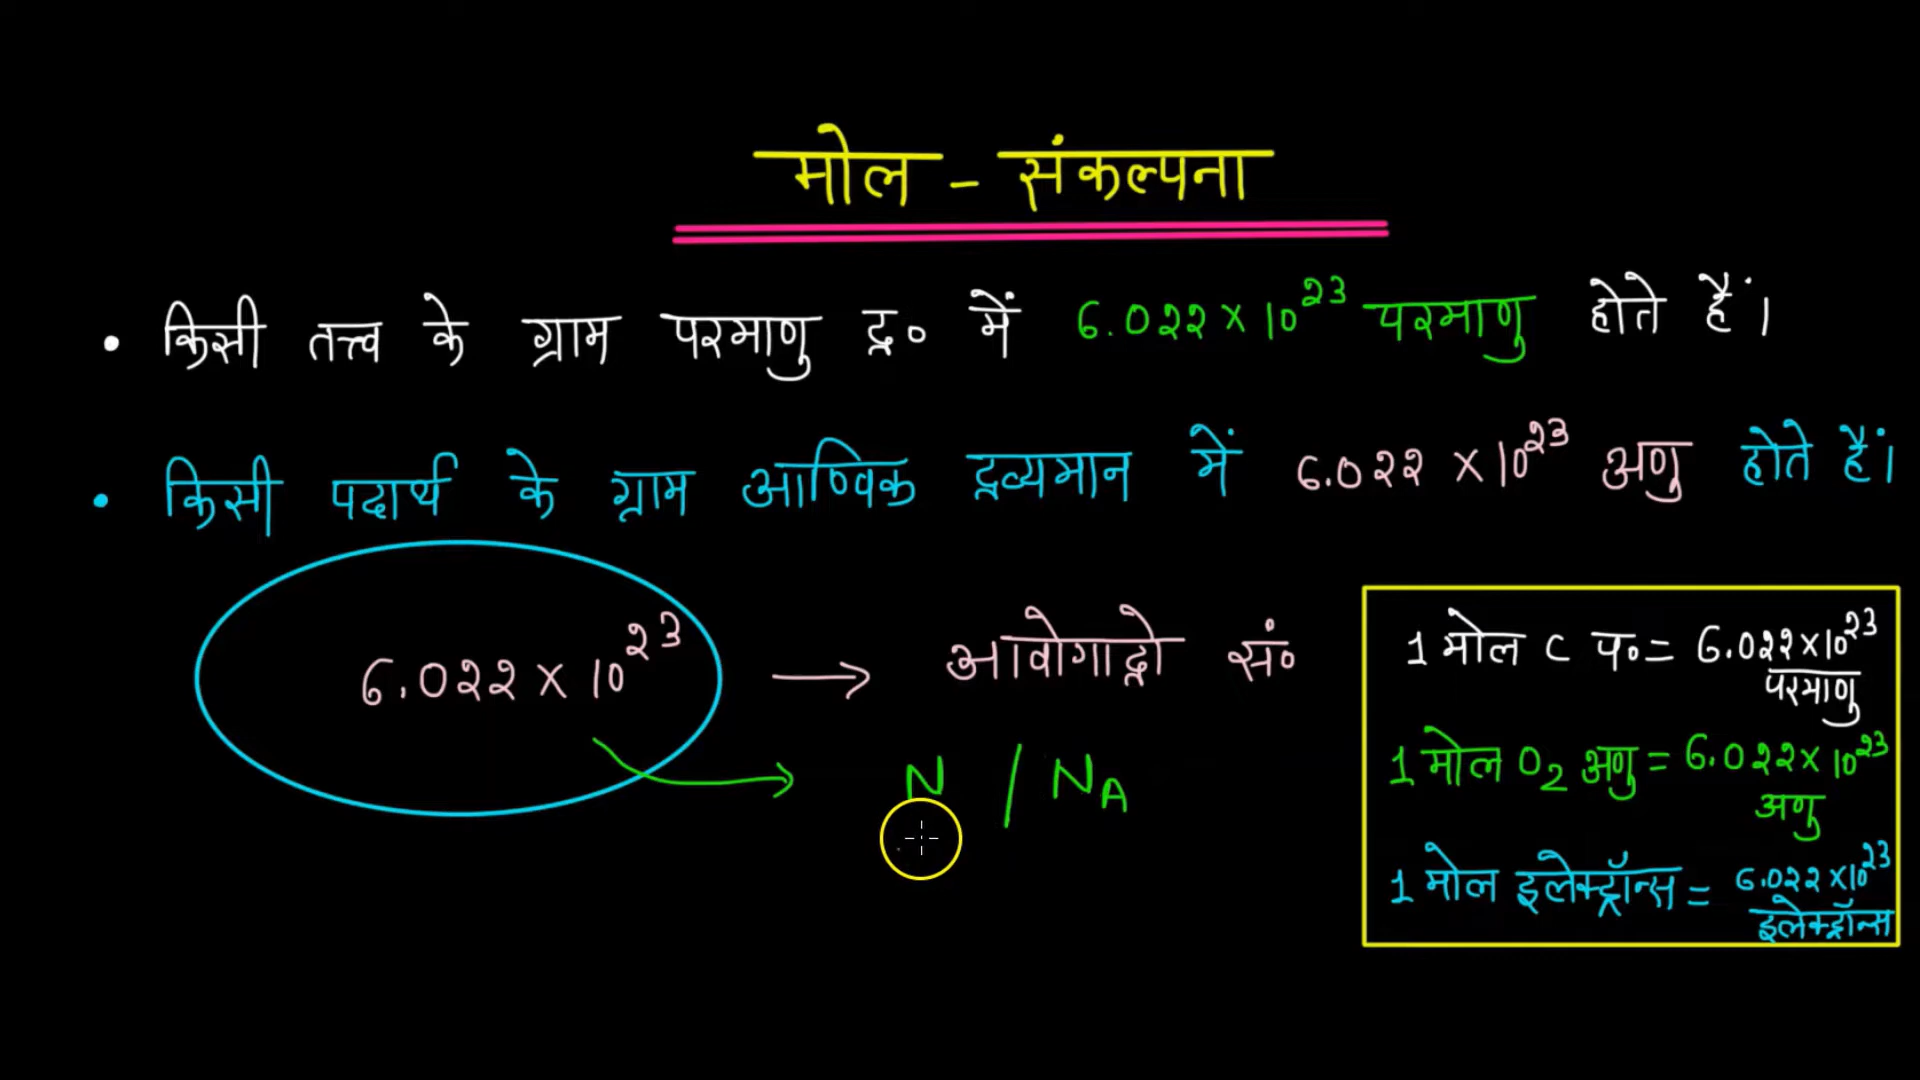 मोल - संकल्पना
• किसी तत्त्व के ग्राम परमाणु द्र० में 6.022 × 10²³ परमाणु होते हैं।
• किसी पदार्थ के ग्राम आण्विक द्रव्यमान में 6.022 × 10²³ अणु होते हैं।
6.022 × 10²³ → आवोगाद्रो सं०
N / N_A
1 मोल C प० = 6.022 × 10²³
परमाणु
1 मोल O₂ अणु = 6.022 × 10²³
अणु
1 मोल इलेक्ट्रॉन्स = 6.022 × 10²³
इलेक्ट्रॉन्स